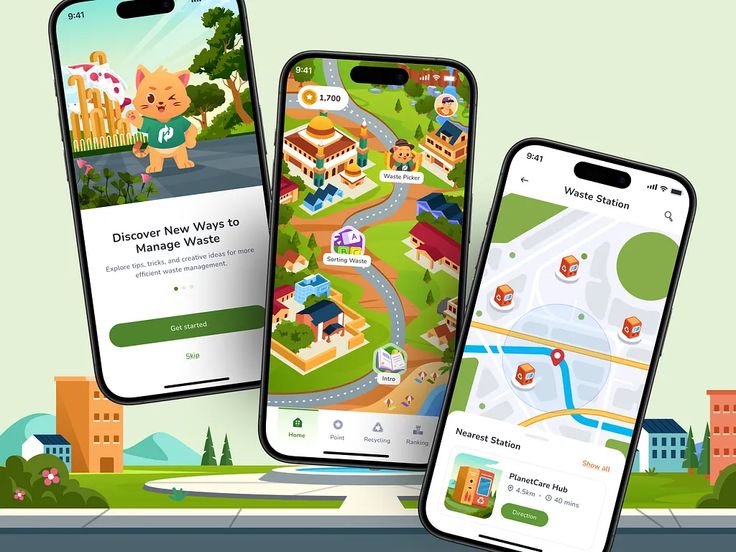 9:41
Discover New Ways to
Manage Waste
Explore tips, tricks, and creative ideas for more
efficient waste management.
Get started
Skip
9:41
1,700
Waste Picker
Sorting Waste
A
B
Intro
Home
Point
Recycling
Ranking
9:41
Waste Station
Nearest Station
Show all
PlanetCare Hub
4.5km
40 mins
Direction